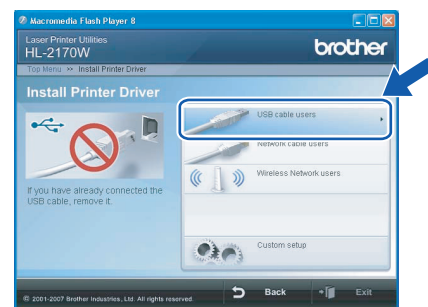 Macromedia Flash Player 8
Laser Printer Utilities
HL-2170W
brother
Top Menu >> Install Printer Driver
Install Printer Driver
USB cable users
Network cable users
Wireless Network users
If you have already connected the
USB cable, remove it.
Custom setup
© 2001-2007 Brother Industries, Ltd. All rights reserved.
Back
Exit